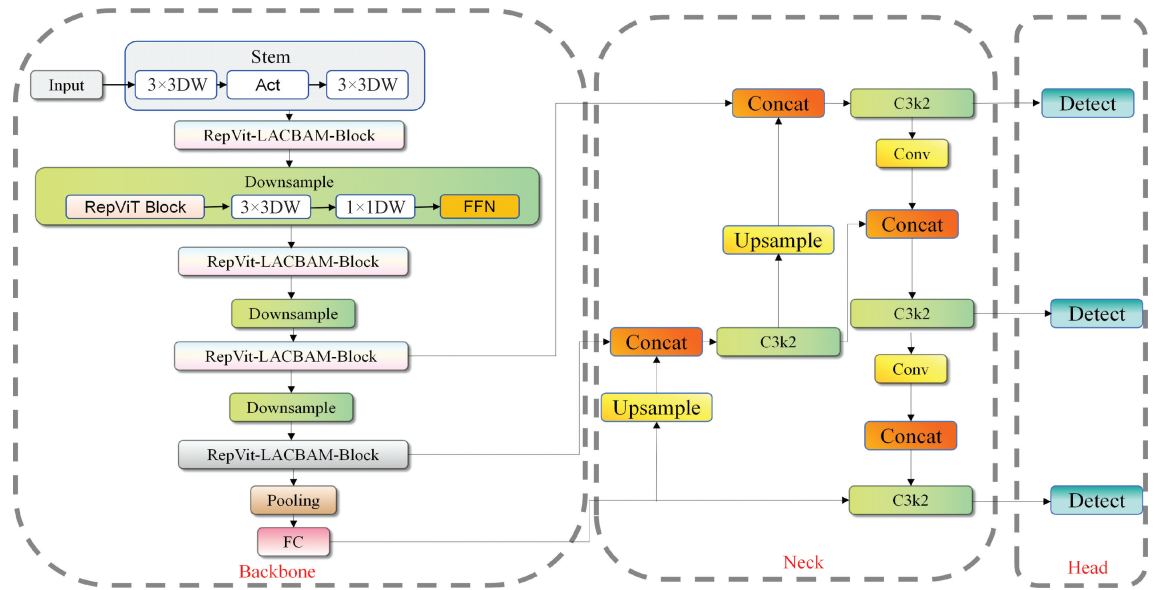 Stem
Input
3×3DW
Act
3×3DW
RepVit-LACBAM-Block
Downsample
RepViT Block
3×3DW
1×1DW
FFN
RepVit-LACBAM-Block
Downsample
RepVit-LACBAM-Block
Downsample
RepVit-LACBAM-Block
Pooling
FC
Backbone
Concat
C3k2
Conv
Concat
Upsample
C3k2
Concat
C3k2
Conv
Upsample
Concat
C3k2
Neck
Detect
Detect
Detect
Head